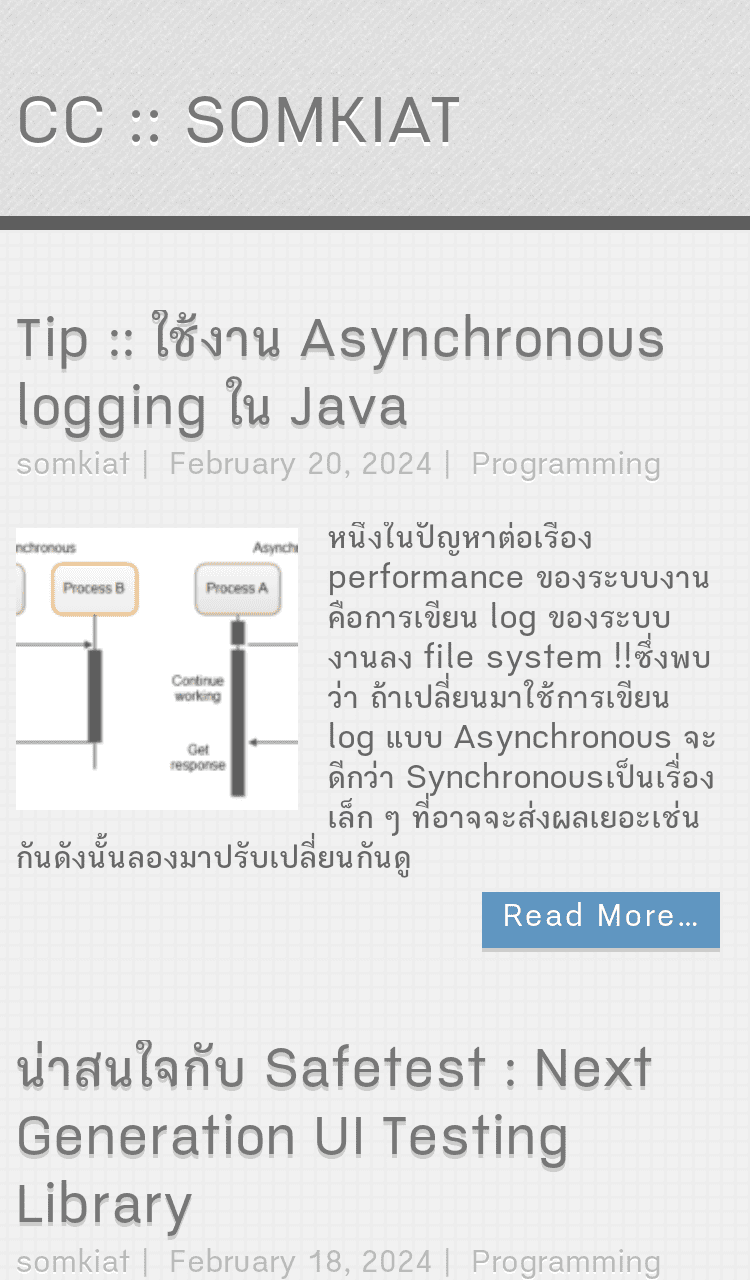 CC :: SOMKIAT
Tip :: ใช้งาน Asynchronous
logging ใน Java
somkiat | February 20, 2024 | Programming
nchronous
Asynchr
Process B
Process A
Continue
working
Get
response
หนึ่งในปัญหาต่อเรื่อง
performance ของระบบงาน
คือการเขียน log ของระบบ
งานลง file system !!ซึ่งพบ
ว่า ถ้าเปลี่ยนมาใช้การเขียน
log แบบ Asynchronous จะ
ดีกว่า Synchronousเป็นเรื่อง
เล็ก ๆ ที่อาจจะส่งผลเยอะเช่น
กันดังนั้นลองมาปรับเปลี่ยนกันดู
Read More…
น่าสนใจกับ Safetest : Next
Generation UI Testing
Library
somkiat | February 18, 2024 | Programming